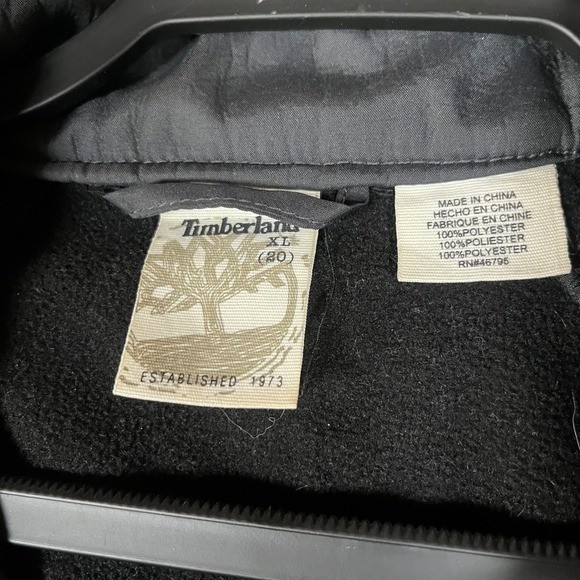 Timberland
XL
(20)
ESTABLISHED 1973
MADE IN CHINA
HECHO EN CHINA
FABRIQUE EN CHINE
100%POLYESTER
100%POLIESTER
100%POLYESTER
RN#46795